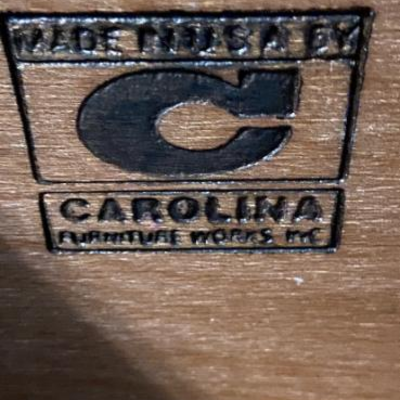 MADE IN U.S.A BY
C
CAROLINA
FURNITURE WORKS INC